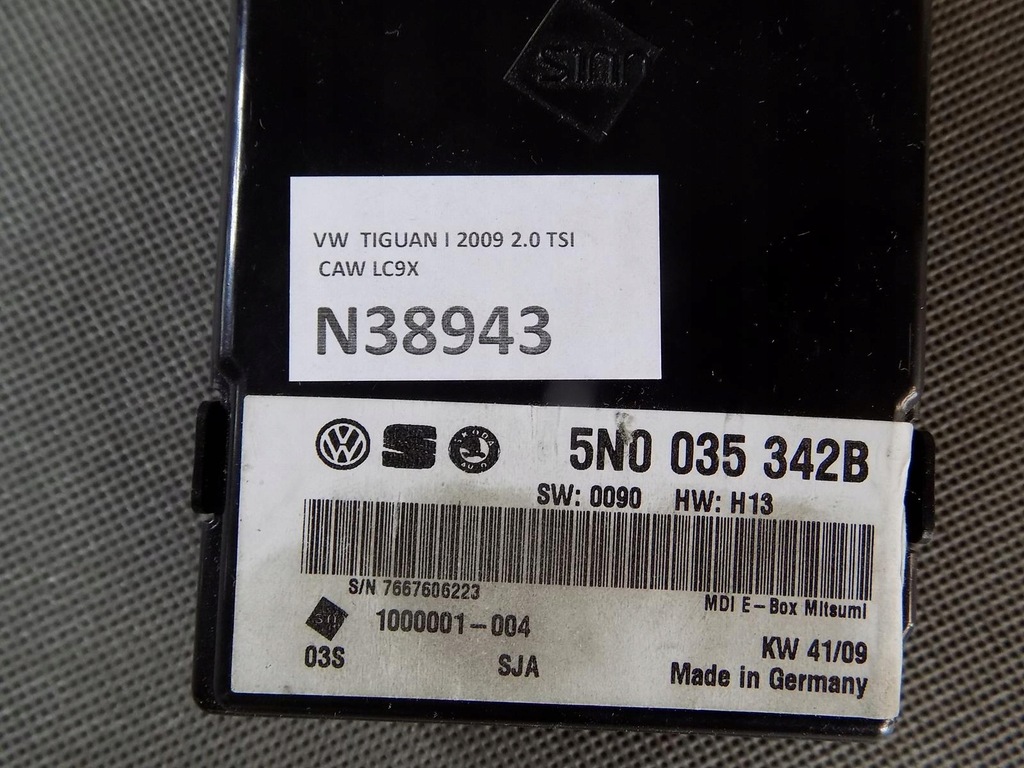 VW TIGUAN I 2009 2.0 TSI
CAW LC9X
N38943
5N0 035 342B
SW: 0090 HW: H13
S/N 7667606223
MDI E-Box Mitsumi
1000001-004
03S
SJA
KW 41/09
Made in Germany